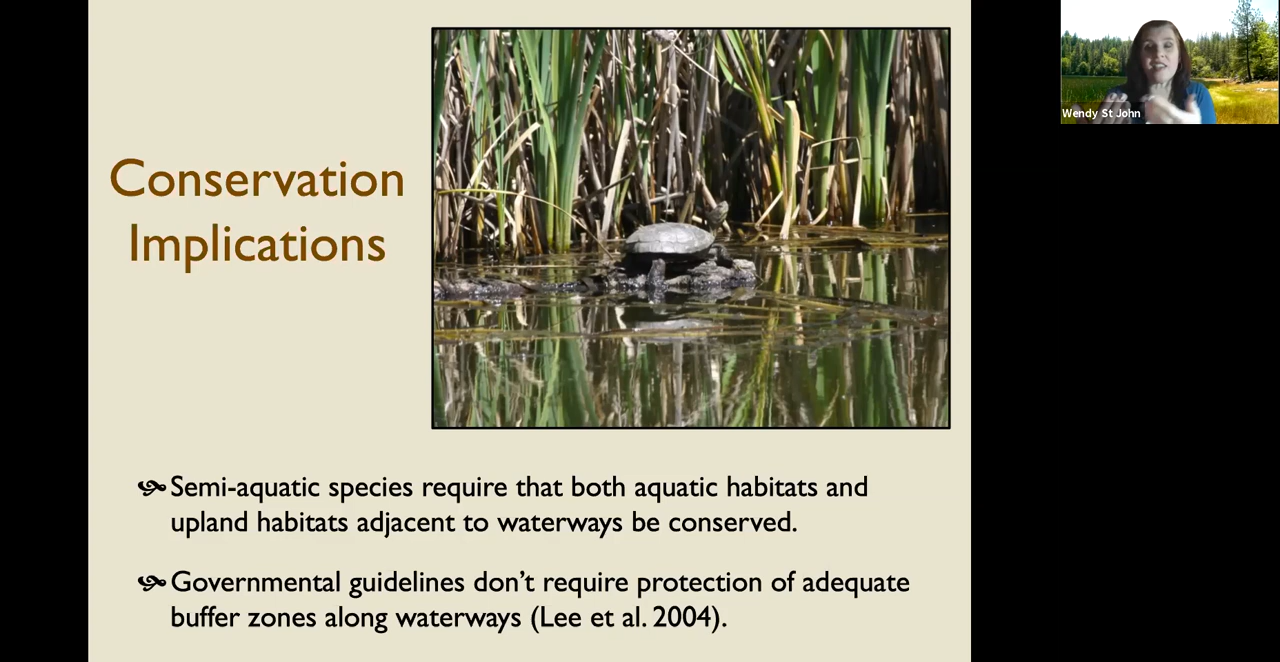 Conservation
Implications
Semi-aquatic species require that both aquatic habitats and
upland habitats adjacent to waterways be conserved.
Governmental guidelines don’t require protection of adequate
buffer zones along waterways (Lee et al. 2004).
Wendy St John